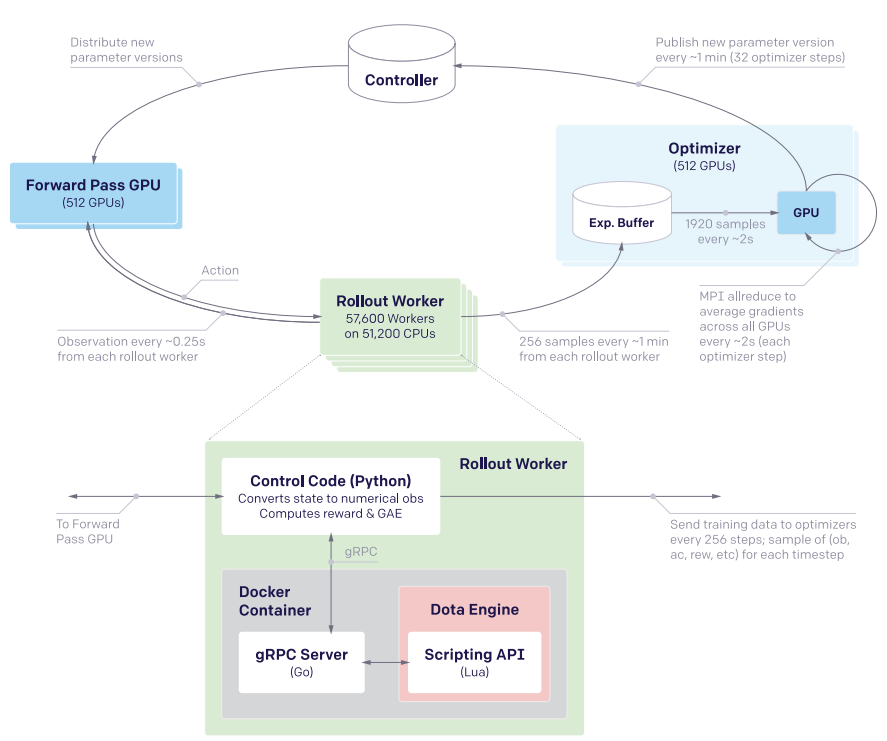 Distribute new
parameter versions
Controller
Publish new parameter version
every ~1 min (32 optimizer steps)
Forward Pass GPU
(512 GPUs)
Optimizer
(512 GPUs)
Exp. Buffer
1920 samples
every ~2s
GPU
Action
Observation every ~0.25s
from each rollout worker
Rollout Worker
57,600 Workers
on 51,200 CPUs
256 samples every ~1 min
from each rollout worker
MPI allreduce to
average gradients
across all GPUs
every ~2s (each
optimizer step)
Rollout Worker
Control Code (Python)
Converts state to numerical obs
Computes reward & GAE
To Forward
Pass GPU
Send training data to optimizers
every 256 steps; sample of (ob,
ac, rew, etc) for each timestep
gRPC
Docker
Container
Dota Engine
gRPC Server
(Go)
Scripting API
(Lua)